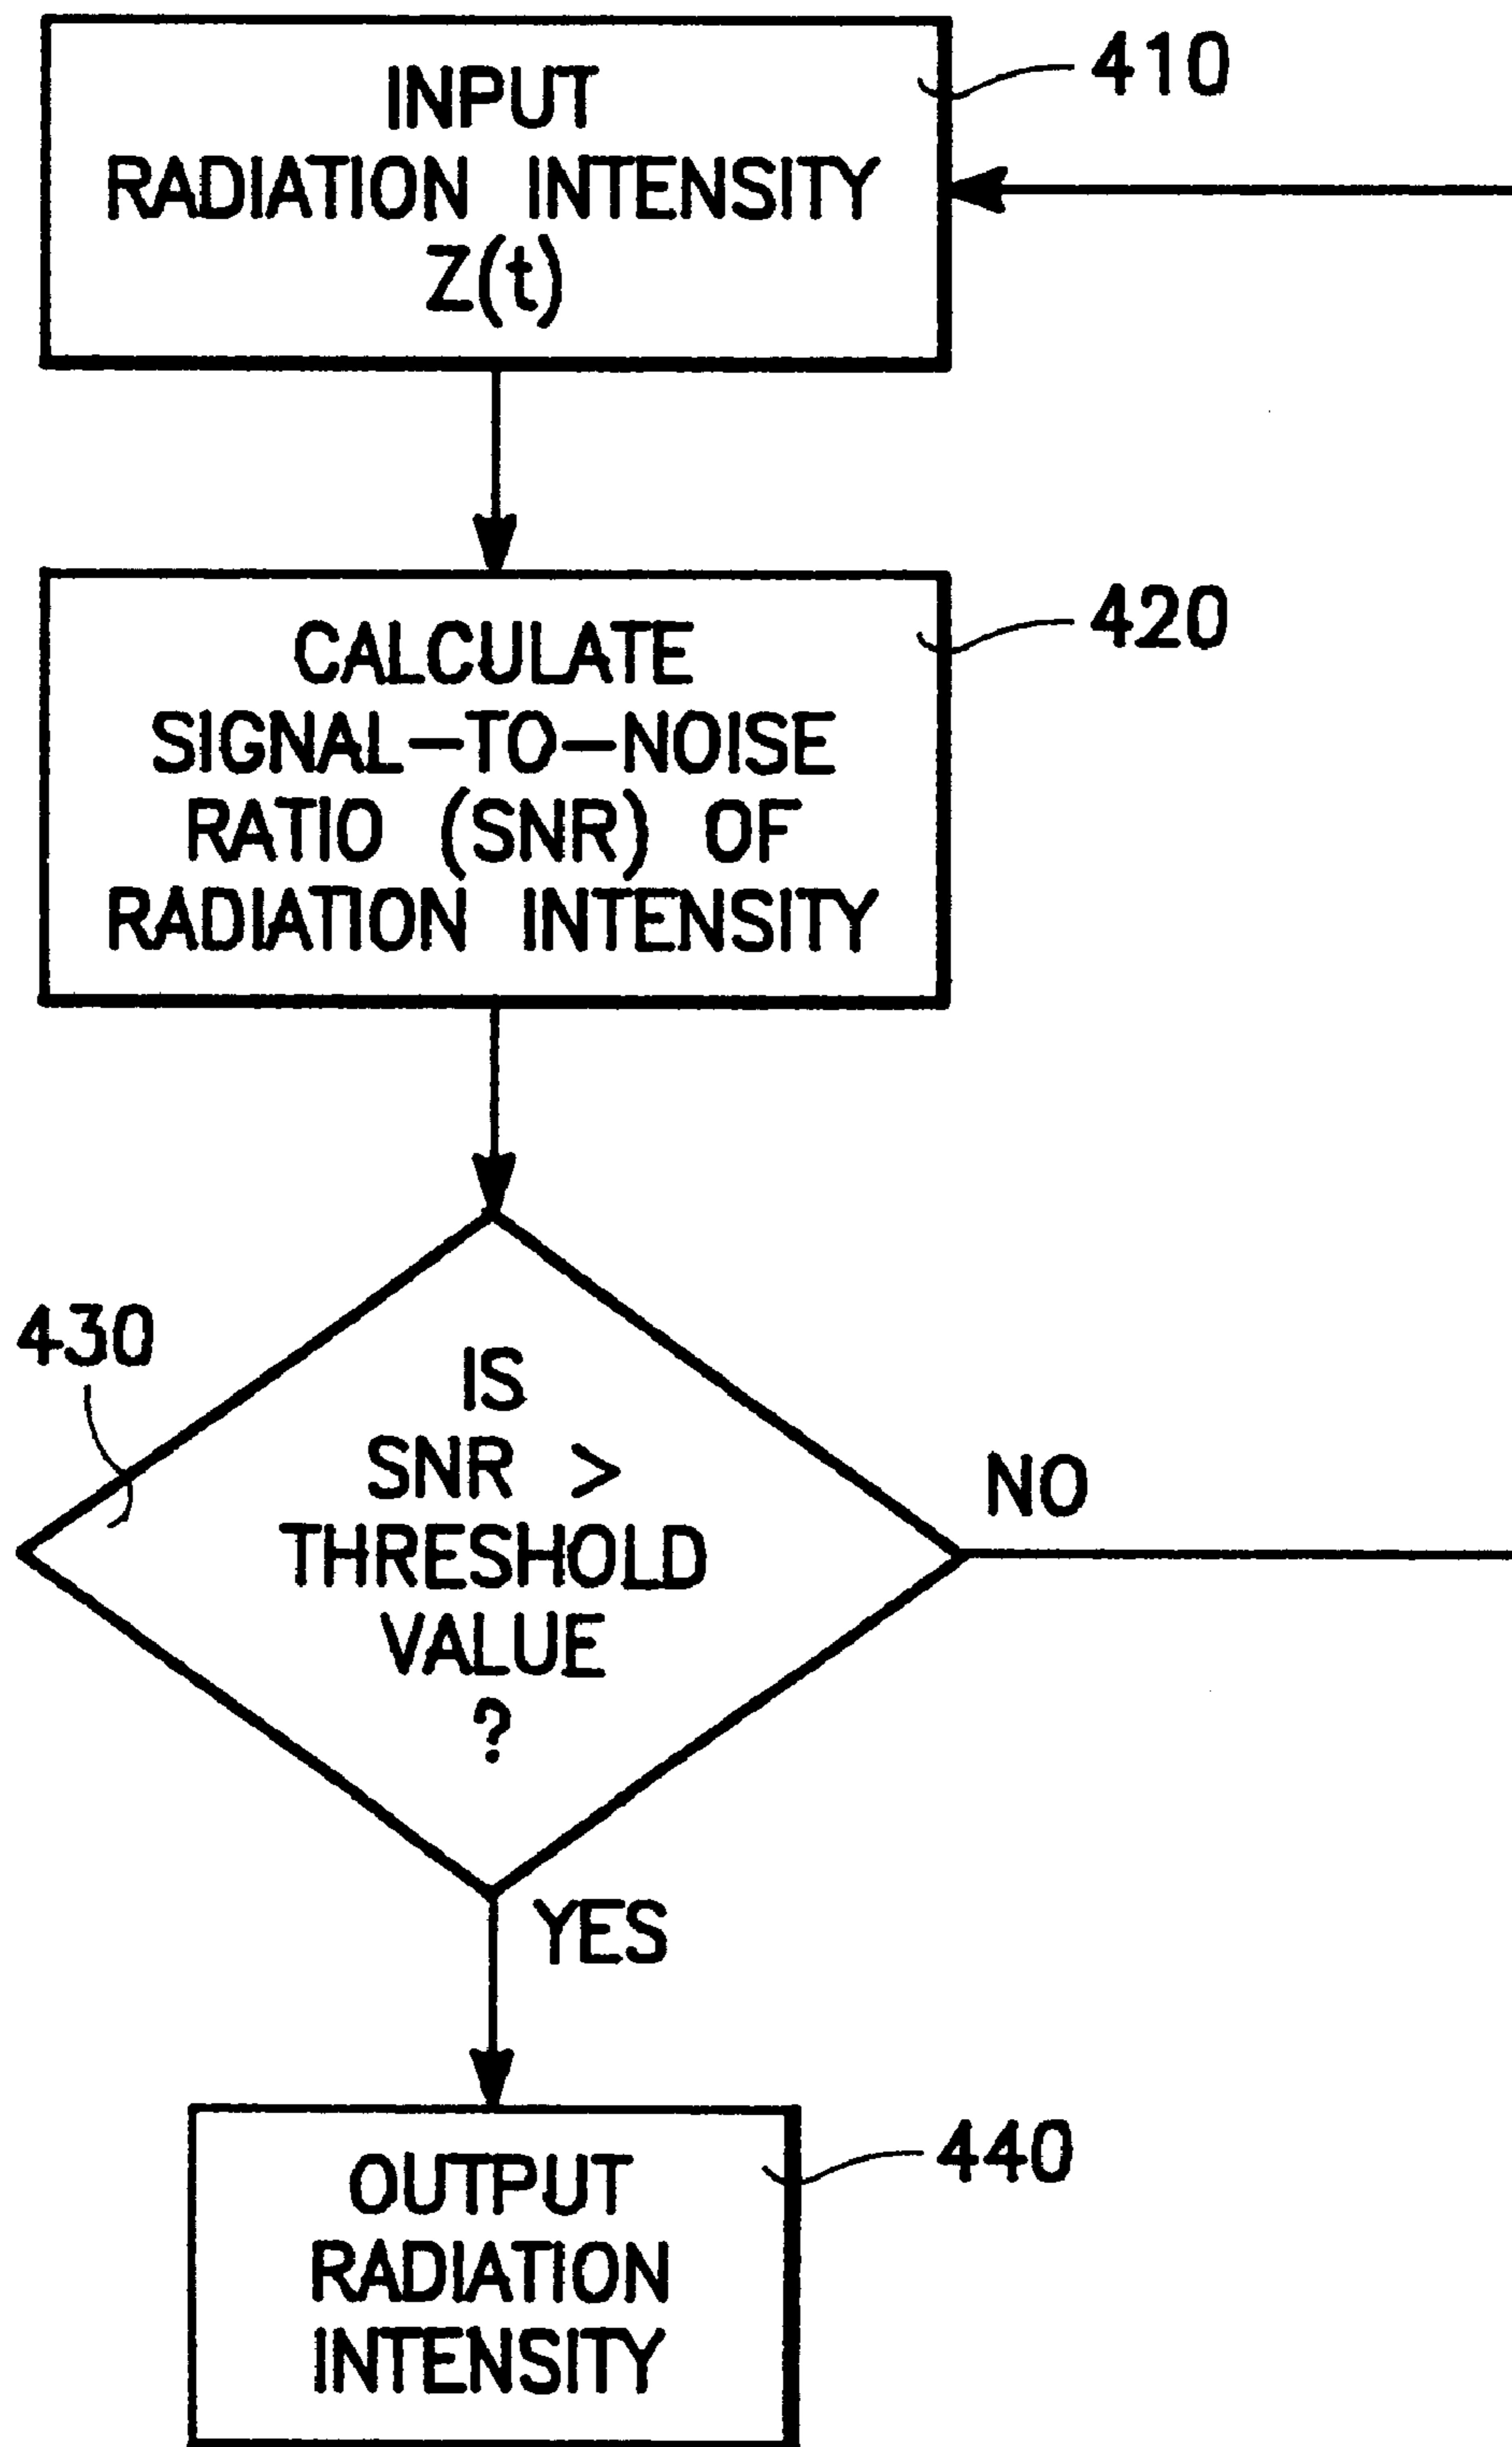 INPUT
RADIATION INTENSITY
Z(t)
410
CALCULATE
SIGNAL-TO-NOISE
RATIO (SNR) OF
RADIATION INTENSITY
420
430
IS
SNR >
THRESHOLD
VALUE
?
NO
YES
OUTPUT
RADIATION
INTENSITY
440